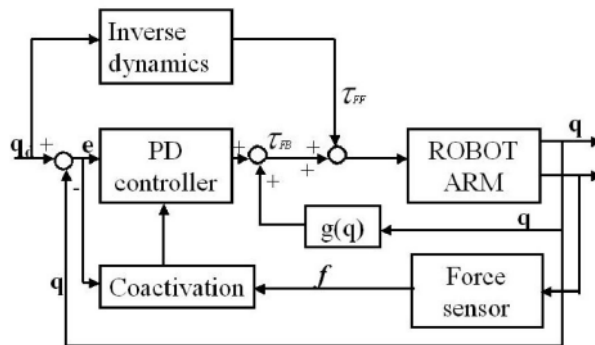 Inverse
dynamics
τFF
q
qd
+
e
PD
controller
+
τFB
+
+
+
ROBOT
ARM
-
g(q)
q
q
Coactivation
f
Force
sensor